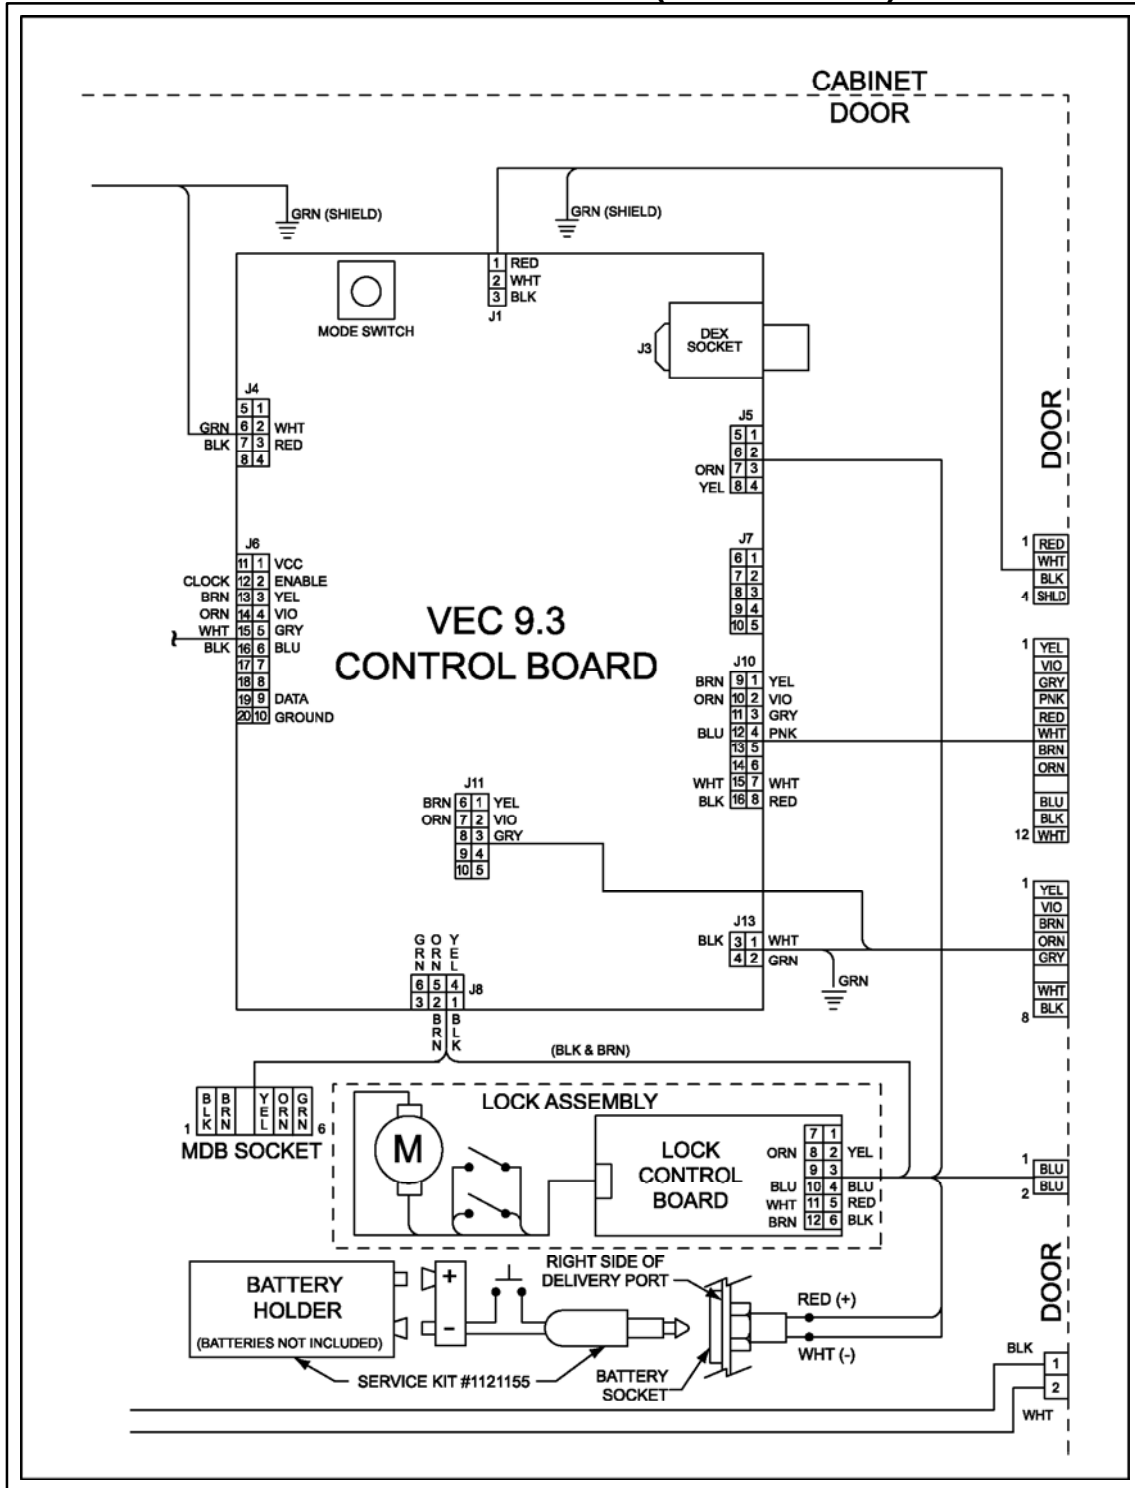 CABINET
DOOR
GRN (SHIELD)
GRN (SHIELD)
1 RED
2 WHT
3 BLK
J1
MODE SWITCH
J3
DEX
SOCKET
DOOR
J4
5 1
GRN 6 2 WHT
BLK 7 3 RED
8 4
J5
5 1
6 2
ORN 7 3
YEL 8 4
J6
11 1 VCC
CLOCK 12 2 ENABLE
BRN 13 3 YEL
ORN 14 4 VIO
WHT 15 5 GRY
BLK 16 6 BLU
17 7
18 8
19 9 DATA
20 10 GROUND
J7
6 1
7 2
8 3
9 4
10 5
1 RED
WHT
BLK
4 SHLD
VEC 9.3
CONTROL BOARD
J10
BRN 9 1 YEL
ORN 10 2 VIO
11 3 GRY
BLU 12 4 PNK
13 5
14 6
WHT 15 7 WHT
BLK 16 8 RED
1 YEL
VIO
GRY
PNK
RED
WHT
BRN
ORN
BLU
BLK
12 WHT
J11
BRN 6 1 YEL
ORN 7 2 VIO
8 3 GRY
9 4
10 5
J13
BLK 3 1 WHT
4 2 GRN
GRN
1 YEL
VIO
BRN
ORN
GRY
WHT
8 BLK
GRN ORN YEL
6 5 4
3 2 1
J8
BRN BLK
(BLK & BRN)
1 BLK BRN YEL ORN GRN 6
MDB SOCKET
LOCK ASSEMBLY
M
LOCK
CONTROL
BOARD
7 1
ORN 8 2 YEL
9 3
BLU 10 4 BLU
WHT 11 5 RED
BRN 12 6 BLK
1 BLU
2 BLU
BATTERY
HOLDER
(BATTERIES NOT INCLUDED)
+
−
RIGHT SIDE OF
DELIVERY PORT
RED (+)
WHT (-)
SERVICE KIT #1121155
BATTERY
SOCKET
DOOR
BLK
1
2
WHT